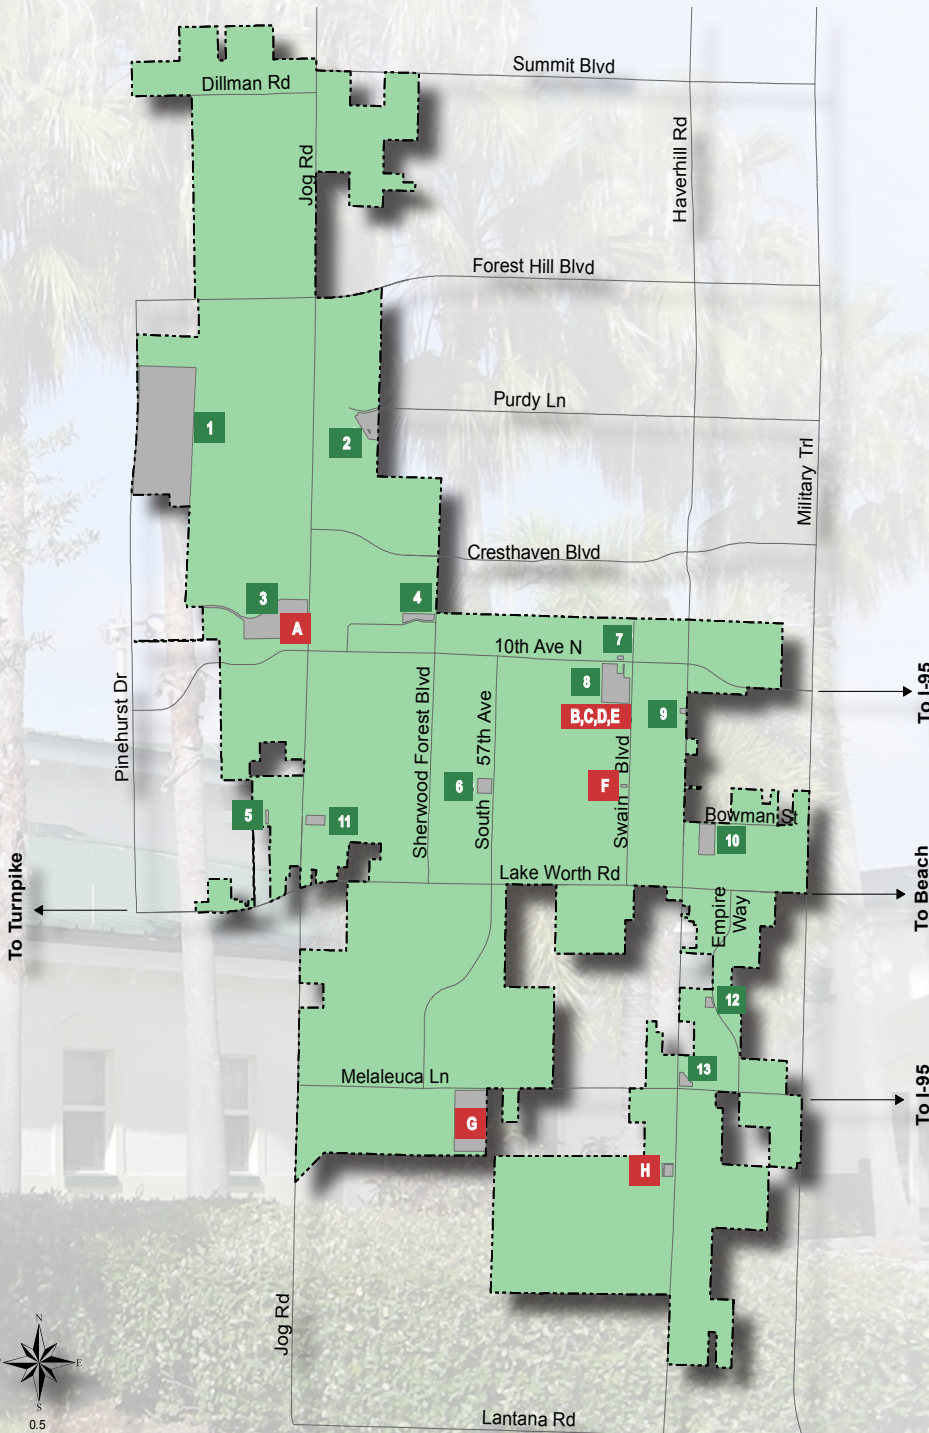 Summit Blvd
Dillman Rd
Jog Rd
Haverhill Rd
Forest Hill Blvd
Purdy Ln
1
2
Military Trl
Cresthaven Blvd
3
4
A
7
10th Ave N
8
B,C,D,E
9
To I-95
Pinehurst Dr
Sherwood Forest Blvd
South 57th Ave
Swain Blvd
6
F
5
11
Bowman St
10
Lake Worth Rd
To Turnpike
To Beach
Empire
Way
12
13
Melaleuca Ln
To I-95
G
H
Jog Rd
N
E
S
0.5
Lantana Rd